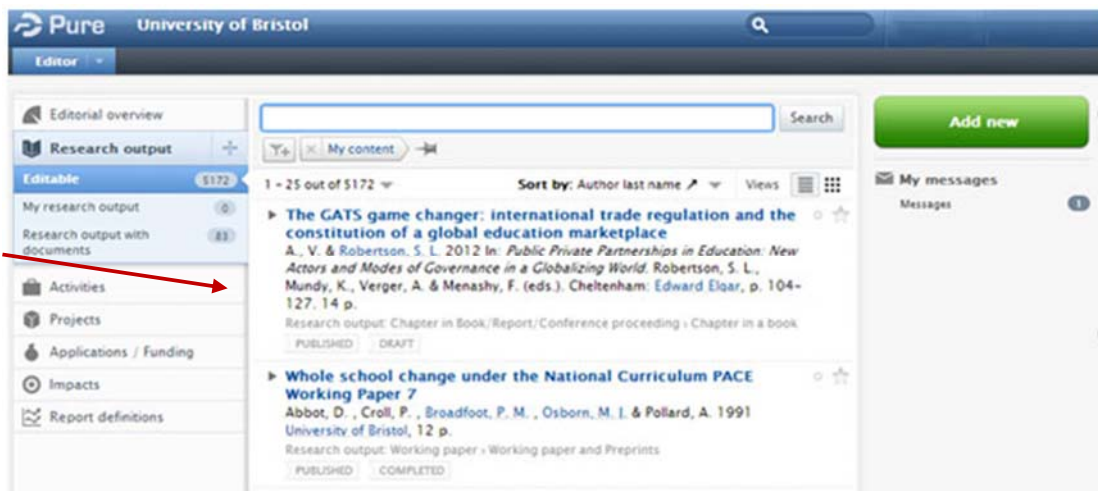 Pure University of Bristol
Editor
Editorial overview
Research output
Editable 5172
My research output 0
Research output with documents 83
Activities
Projects
Applications / Funding
Impacts
Report definitions
Search
My content
1 - 25 out of 5172 Sort by: Author last name Views
The GATS game changer: international trade regulation and the
constitution of a global education marketplace
A., V. & Robertson, S. L. 2012 In: Public Private Partnerships in Education: New
Actors and Modes of Governance in a Globalizing World. Robertson, S. L.,
Mundy, K., Verger, A. & Menashy, F. (eds.). Cheltenham: Edward Elgar, p. 104-
127. 14 p.
Research output: Chapter in Book/Report/Conference proceeding › Chapter in a book
PUBLISHED DRAFT
Whole school change under the National Curriculum PACE
Working Paper 7
Abbot, D. , Croll, P. , Broadfoot, P. M. , Osborn, M. J. & Pollard, A. 1991
University of Bristol, 12 p.
Research output: Working paper › Working paper and Preprints
PUBLISHED COMPLETED
Add new
My messages
Messages 1